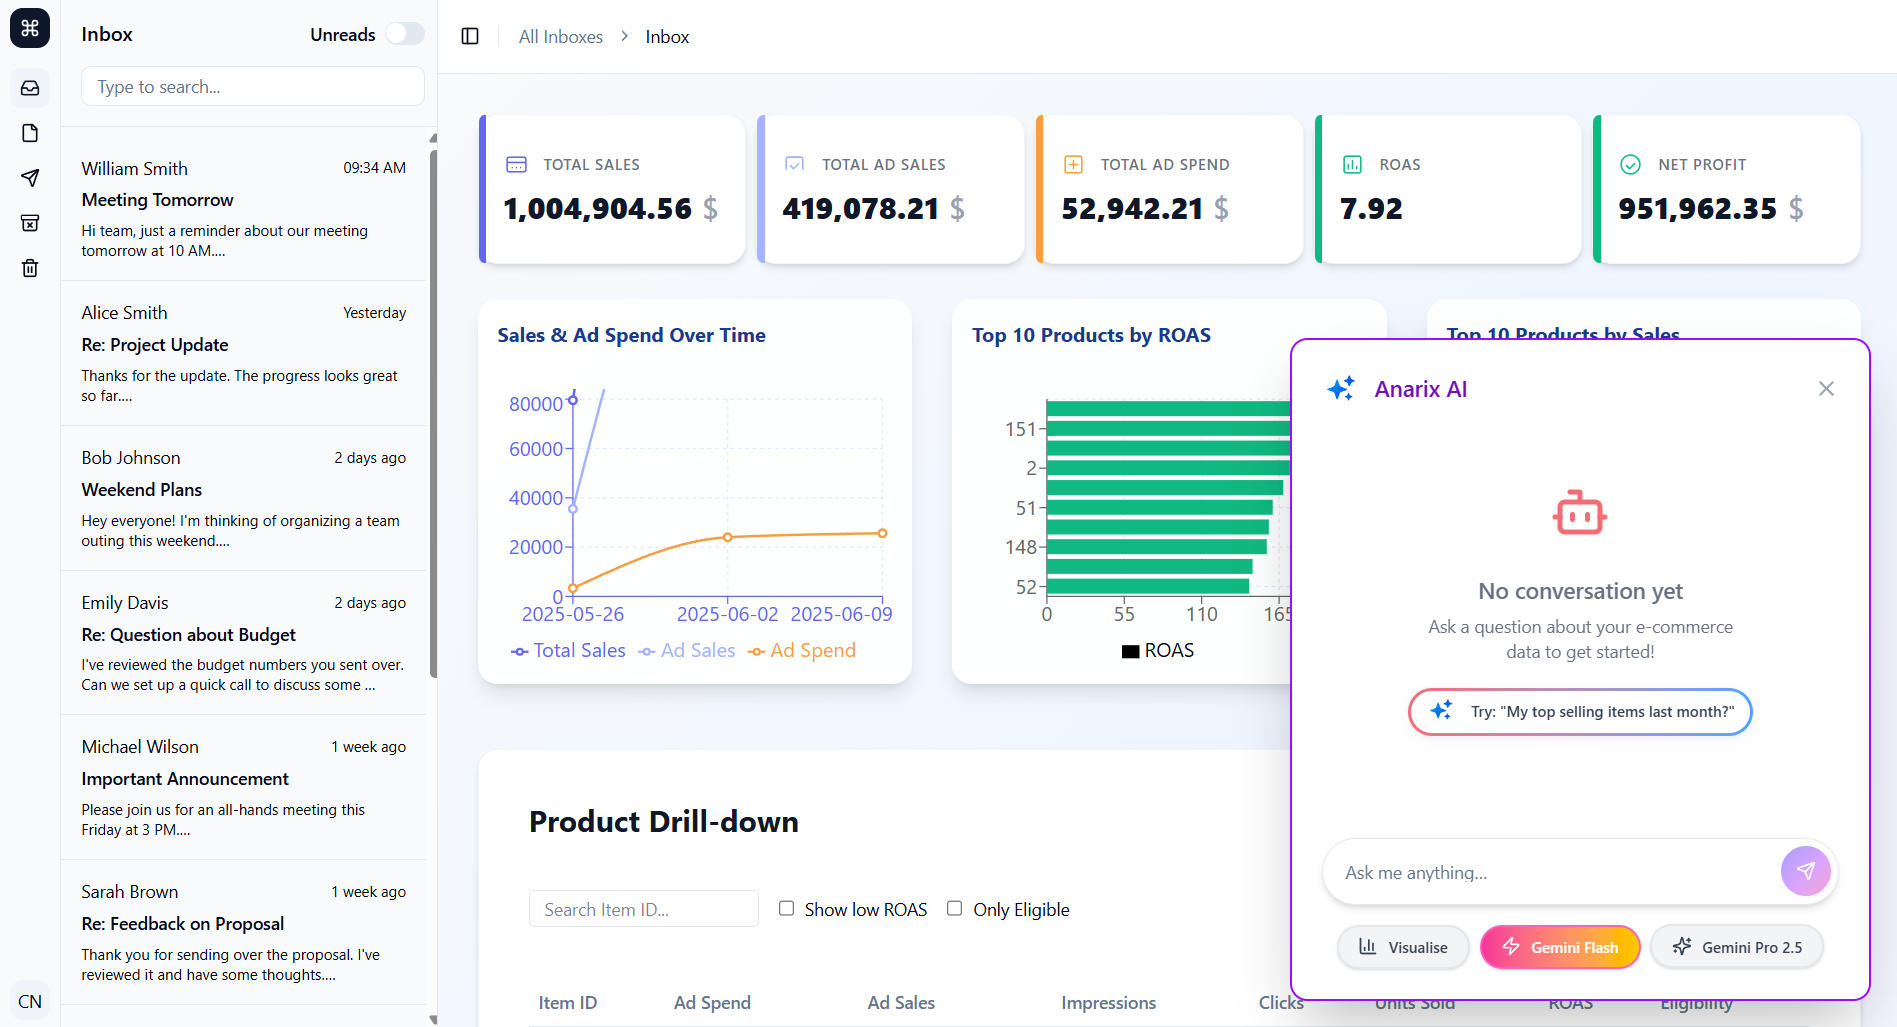 Inbox
Unreads
Type to search...
William Smith
09:34 AM
Meeting Tomorrow
Hi team, just a reminder about our meeting
tomorrow at 10 AM....
Alice Smith
Yesterday
Re: Project Update
Thanks for the update. The progress looks great
so far....
Bob Johnson
2 days ago
Weekend Plans
Hey everyone! I'm thinking of organizing a team
outing this weekend....
Emily Davis
2 days ago
Re: Question about Budget
I've reviewed the budget numbers you sent over.
Can we set up a quick call to discuss some ...
Michael Wilson
1 week ago
Important Announcement
Please join us for an all-hands meeting this
Friday at 3 PM....
Sarah Brown
1 week ago
Re: Feedback on Proposal
Thank you for sending over the proposal. I've
reviewed it and have some thoughts....
CN
All Inboxes > Inbox
TOTAL SALES
1,004,904.56 $
TOTAL AD SALES
419,078.21 $
TOTAL AD SPEND
52,942.21 $
ROAS
7.92
NET PROFIT
951,962.35 $
Sales & Ad Spend Over Time
80000
60000
40000
20000
0
2025-05-26 2025-06-02 2025-06-09
Total Sales Ad Sales Ad Spend
Top 10 Products by ROAS
151
2
51
148
52
0 55 110 165
ROAS
Top 10 Products by Sales
Product Drill-down
Search Item ID...
Show low ROAS
Only Eligible
Item ID Ad Spend Ad Sales Impressions Clicks Units Sold ROAS Eligibility
Anarix AI
No conversation yet
Ask a question about your e-commerce
data to get started!
Try: "My top selling items last month?"
Ask me anything...
Visualise
Gemini Flash
Gemini Pro 2.5